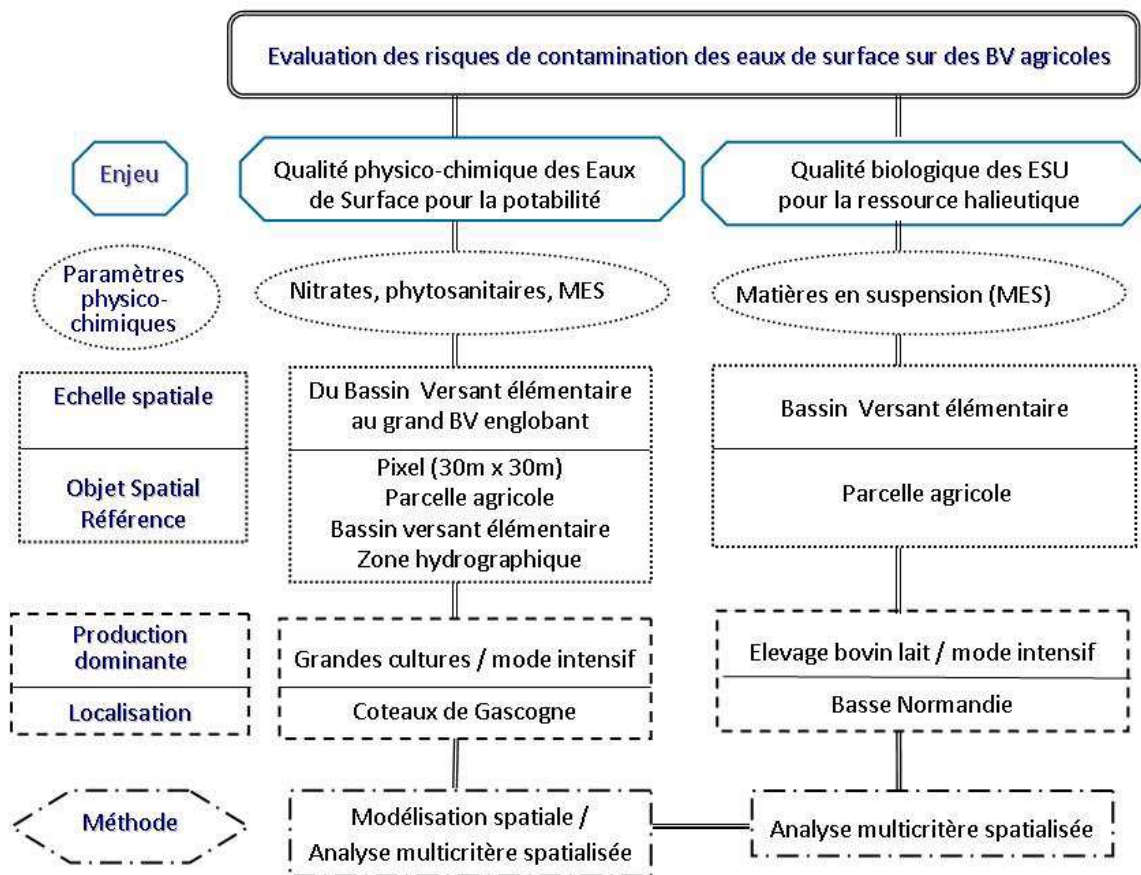 Evaluation des risques de contamination des eaux de surface sur des BV agricoles
Enjeu
Qualité physico-chimique des Eaux
de Surface pour la potabilité
Qualité biologique des ESU
pour la ressource halieutique
Paramètres
physico-
chimiques
Nitrates, phytosanitaires, MES
Matières en suspension (MES)
Echelle spatiale
Du Bassin Versant élémentaire
au grand BV englobant
Bassin Versant élémentaire
Objet Spatial
Référence
Pixel (30m x 30m)
Parcelle agricole
Bassin versant élémentaire
Zone hydrographique
Parcelle agricole
Production
dominante
Grandes cultures / mode intensif
Elevage bovin lait / mode intensif
Localisation
Coteaux de Gascogne
Basse Normandie
Méthode
Modélisation spatiale /
Analyse multicritère spatialisée
Analyse multicritère spatialisée